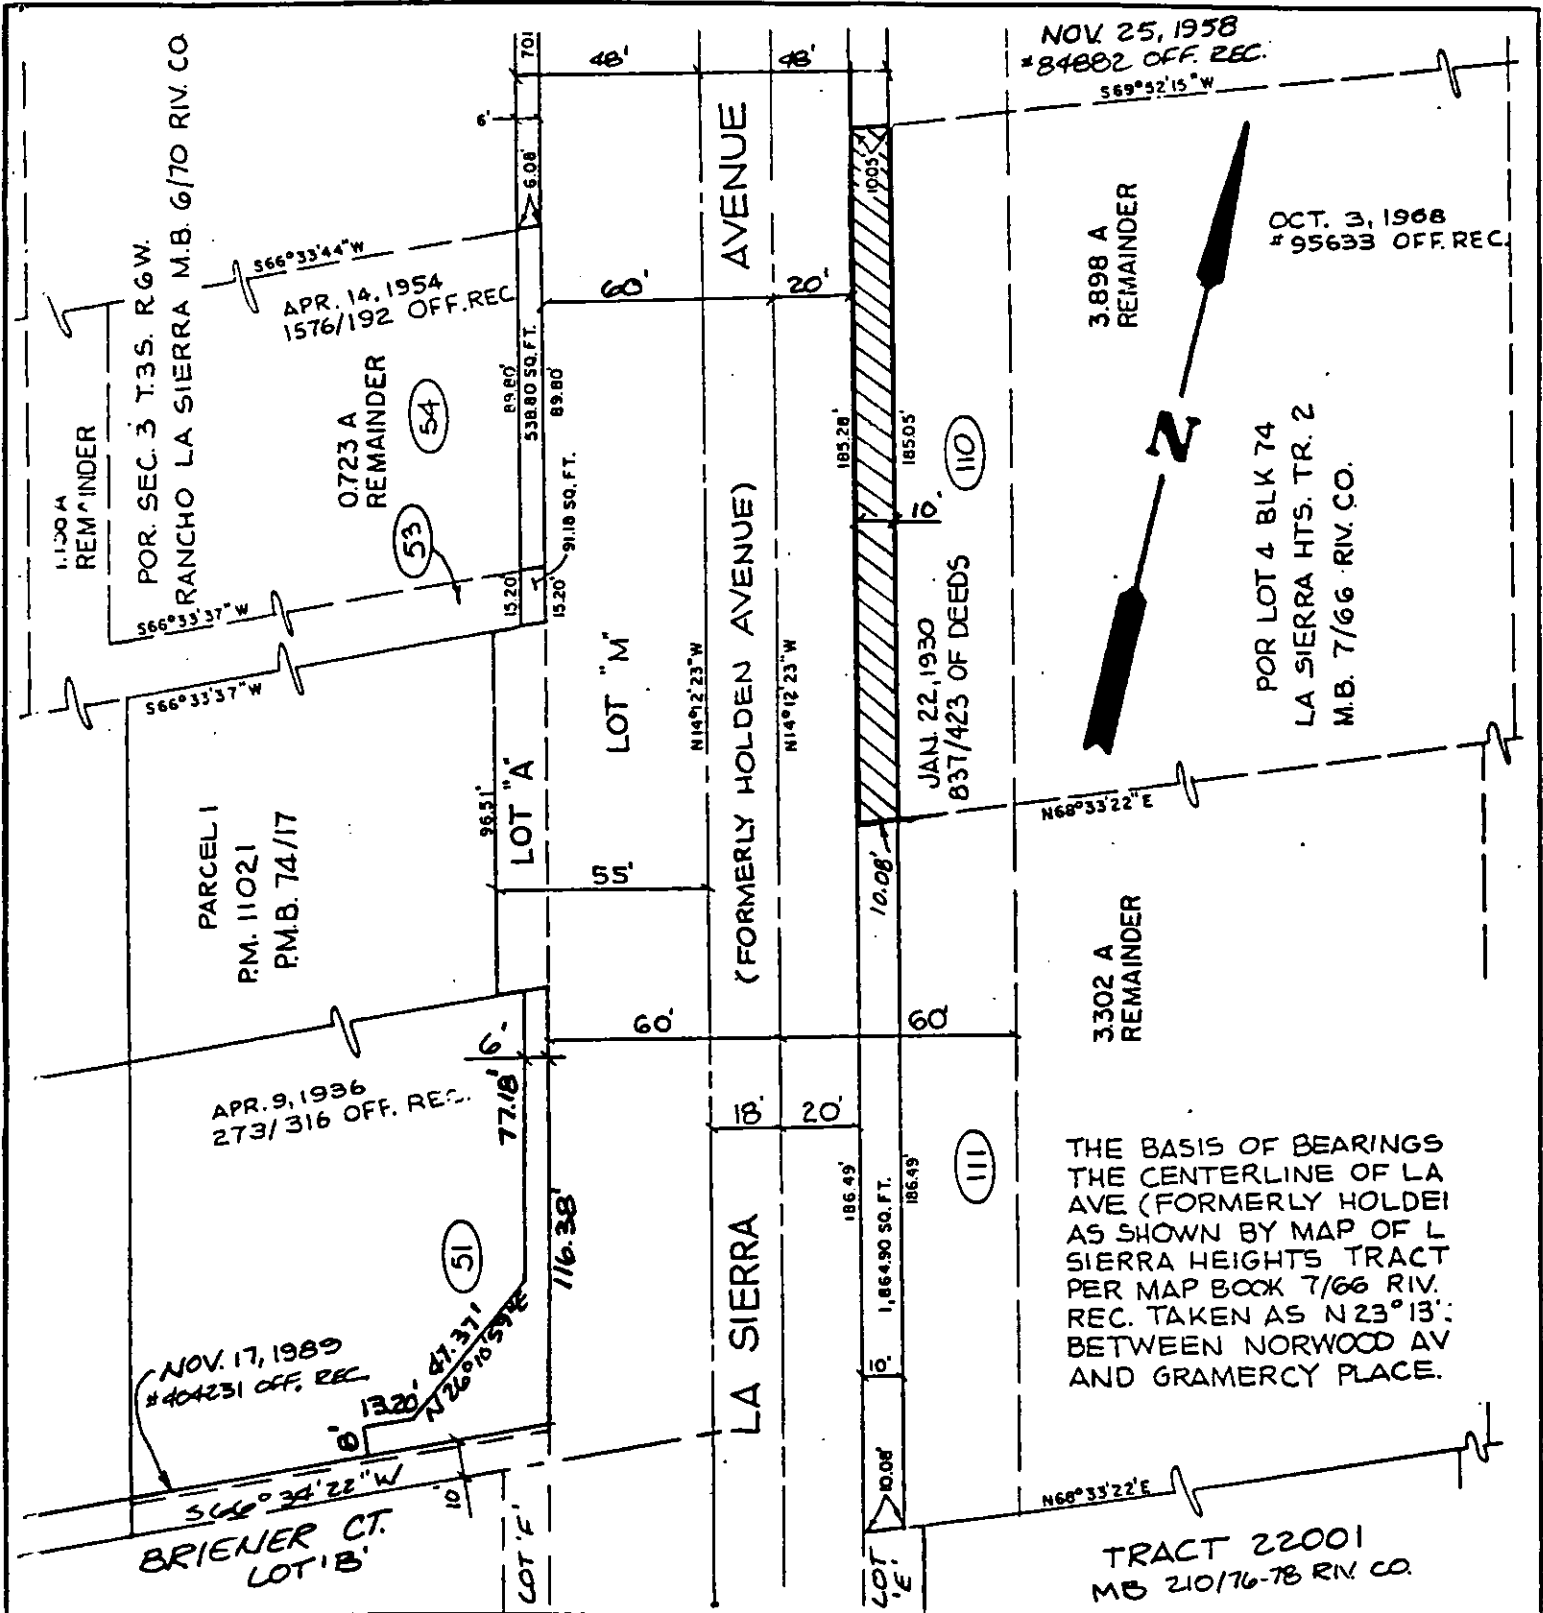 NOV. 25, 1958
#84882 OFF. REC.
S69°52'15"W
701
48'
48'
6'
6.08'
10.05'
AVENUE
POR. SEC. 3 T.3S. R6W.
RANCHO LA SIERRA M.B. 6/70 RIV. CO.
S66°33'44"W
APR. 14, 1954
1576/192 OFF. REC.
60'
20'
3.898 A
REMAINDER
OCT. 3, 1968
#95633 OFF. REC.
REMAINDER
0.723 A
REMAINDER
54
53
89.80'
538.80 SQ. FT.
89.80'
91.18 SQ. FT.
15.20'
15.20'
S66°33'37"W
S66°33'37"W
185.28'
185.05'
110
10'
N
POR LOT 4 BLK 74
LA SIERRA HTS. TR. 2
M.B. 7/66 RIV. CO.
LOT "M"
N14°12'23"W
N14°12'23"W
(FORMERLY HOLDEN AVENUE)
JAN. 22, 1930
837/423 OF DEEDS
N68°33'22"E
10.08'
PARCEL 1
P.M. 11021
P.M.B. 74/17
96.51'
LOT "A"
55'
3.302 A
REMAINDER
60'
60'
6'
77.18'
APR. 9, 1936
273/316 OFF. REC.
18'
20'
116.38'
51
47.37'
13.20'
8'
NOV. 17, 1989
#404231 OFF. REC.
S66°34'22"W
10'
BRIENER CT.
LOT 'B'
LOT 'F'
LA SIERRA
186.49'
1,864.90 SQ. FT.
186.49'
111
10'
10.08'
LOT
'E'
THE BASIS OF BEARINGS
THE CENTERLINE OF LA
AVE (FORMERLY HOLDE
AS SHOWN BY MAP OF L
SIERRA HEIGHTS TRACT
PER MAP BOOK 7/66 RIV.
REC. TAKEN AS N23°13'
BETWEEN NORWOOD AV
AND GRAMERCY PLACE.
N68°33'22"E
TRACT 22001
MB 210/76-78 RIV. CO.